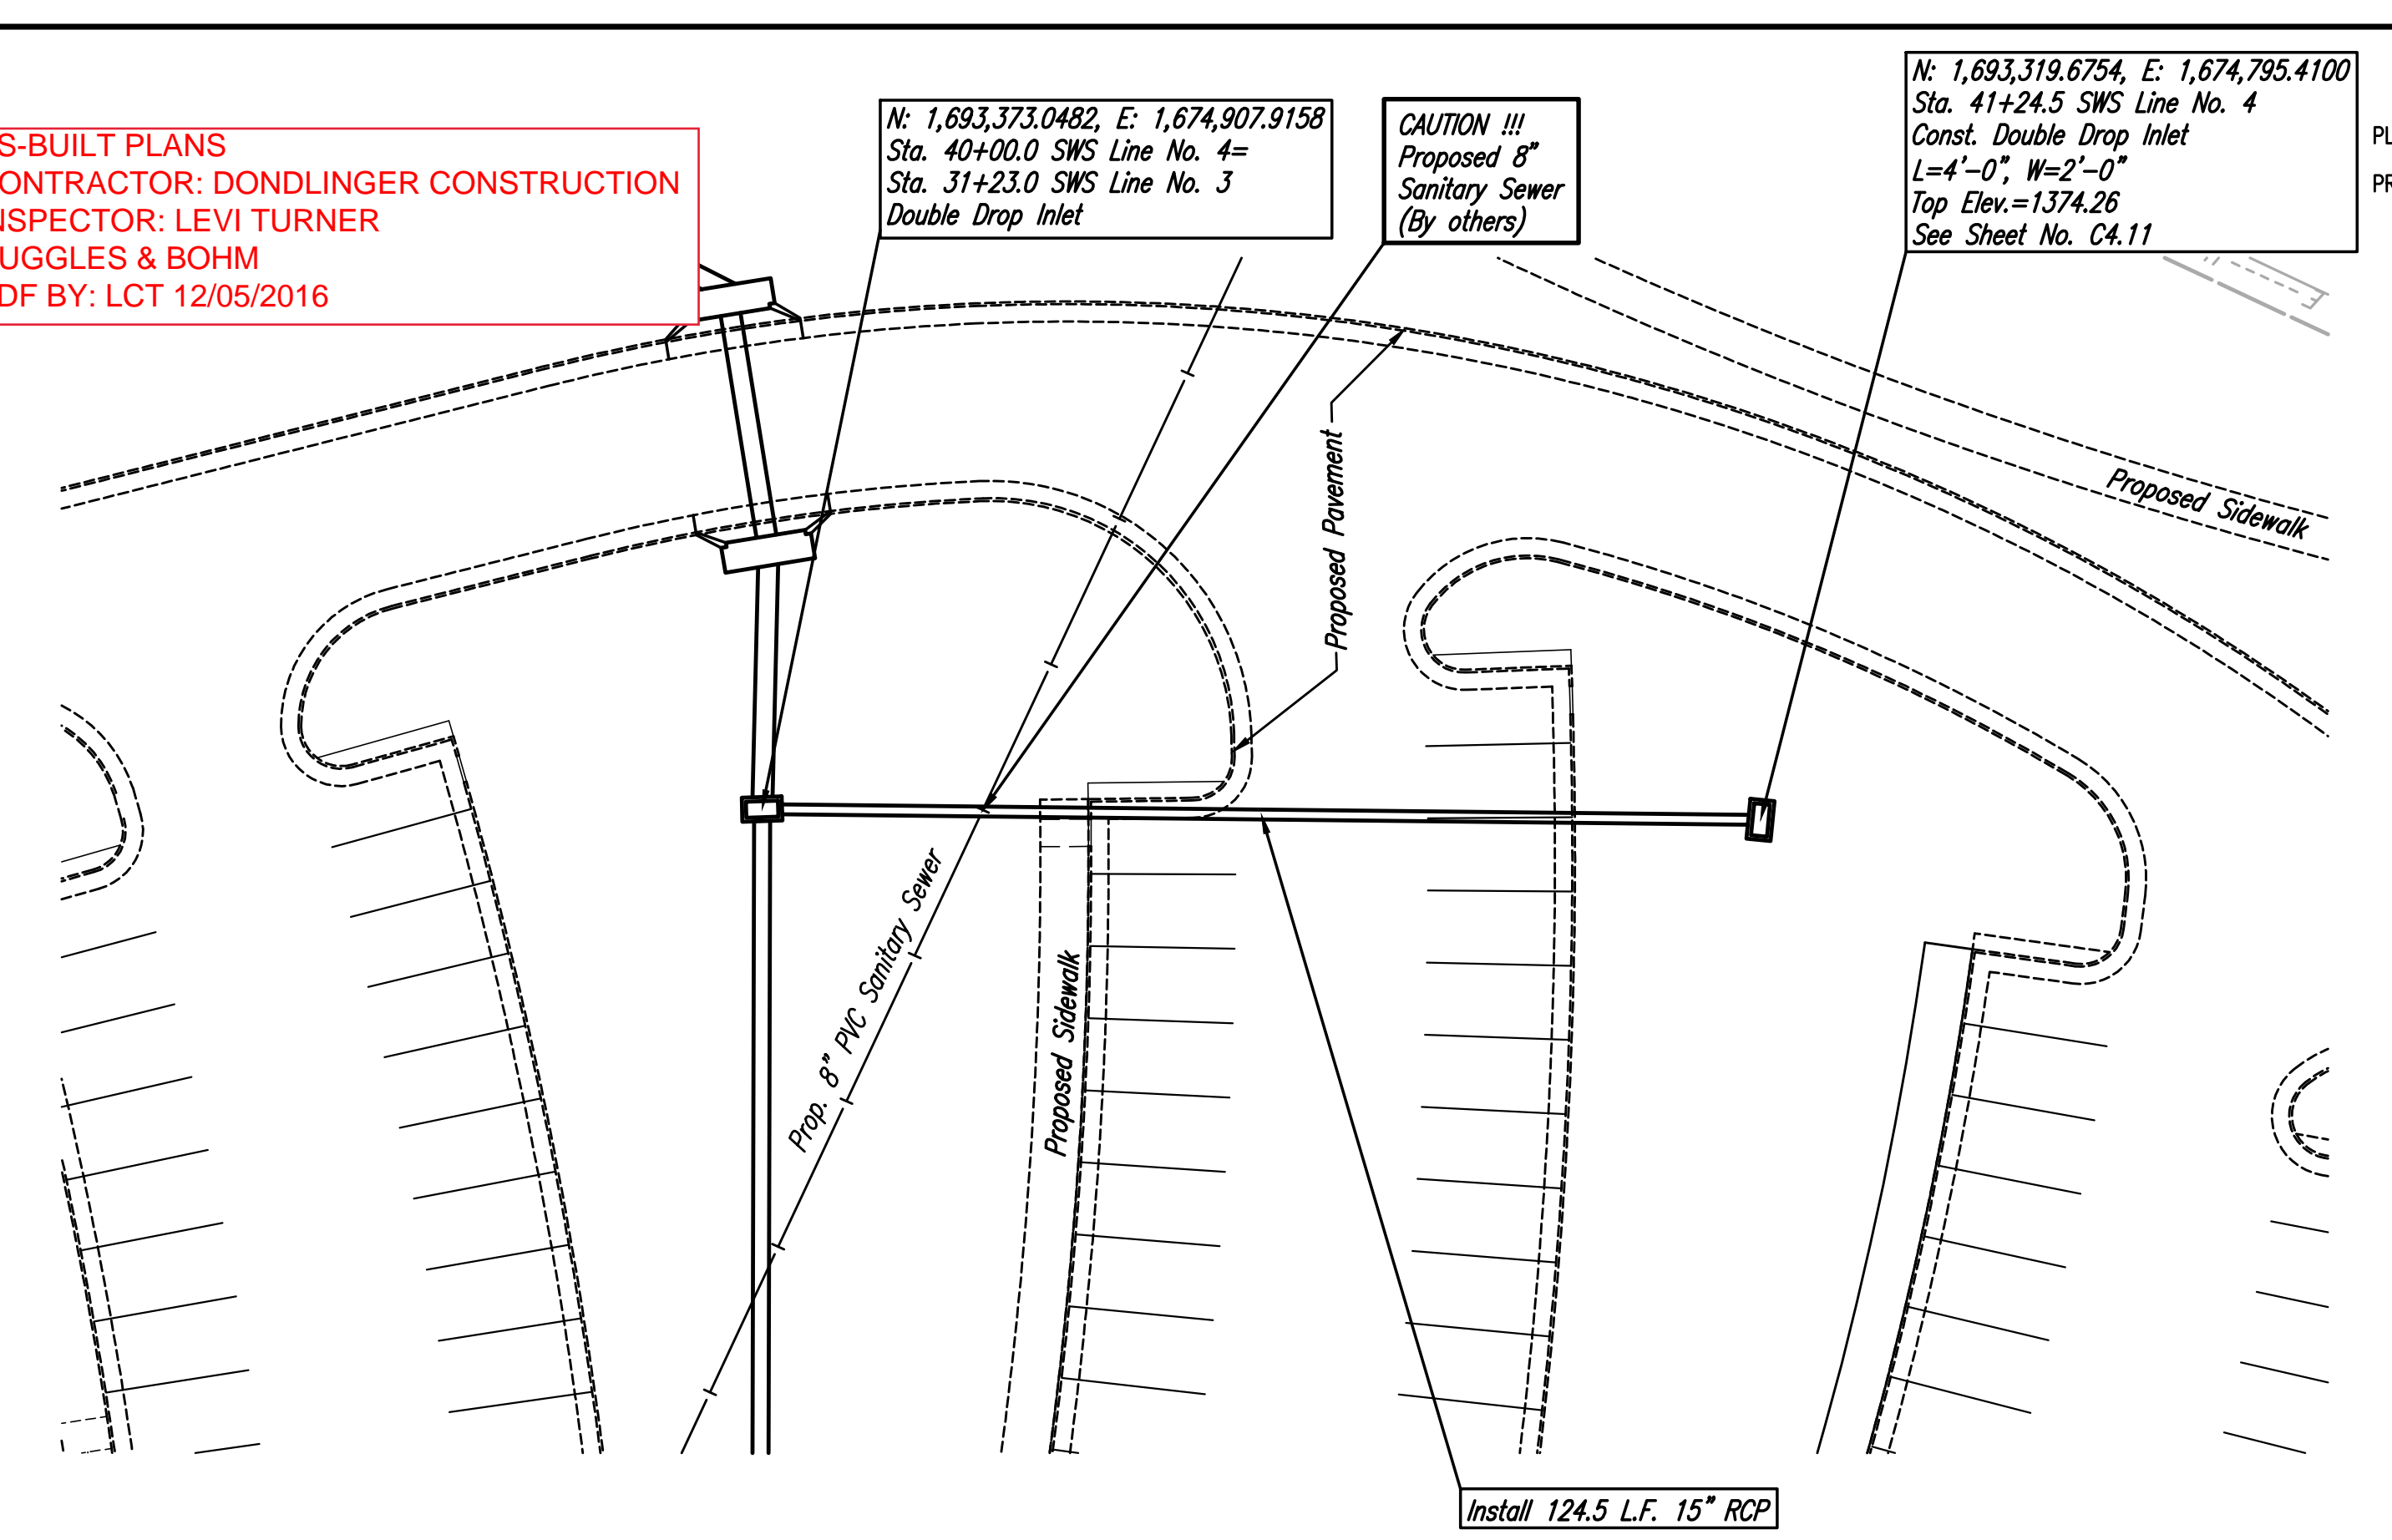 S-BUILT PLANS
ONTRACTOR: DONDLINGER CONSTRUCTION
NSPECTOR: LEVI TURNER
UGGLES & BOHM
DF BY: LCT 12/05/2016
N: 1,693,373.0482, E: 1,674,907.9158
Sta. 40+00.0 SWS Line No. 4=
Sta. 31+23.0 SWS Line No. 3
Double Drop Inlet
CAUTION !!!
Proposed 8”
Sanitary Sewer
(By others)
N: 1,693,319.6754, E: 1,674,795.4100
Sta. 41+24.5 SWS Line No. 4
Const. Double Drop Inlet
L=4’-0”, W=2’-0”
Top Elev.=1374.26
See Sheet No. C4.11
PL
PR
Proposed Pavement
Proposed Sidewalk
Prop. 8” PVC Sanitary Sewer
Proposed Sidewalk
Install 124.5 L.F. 15” RCP